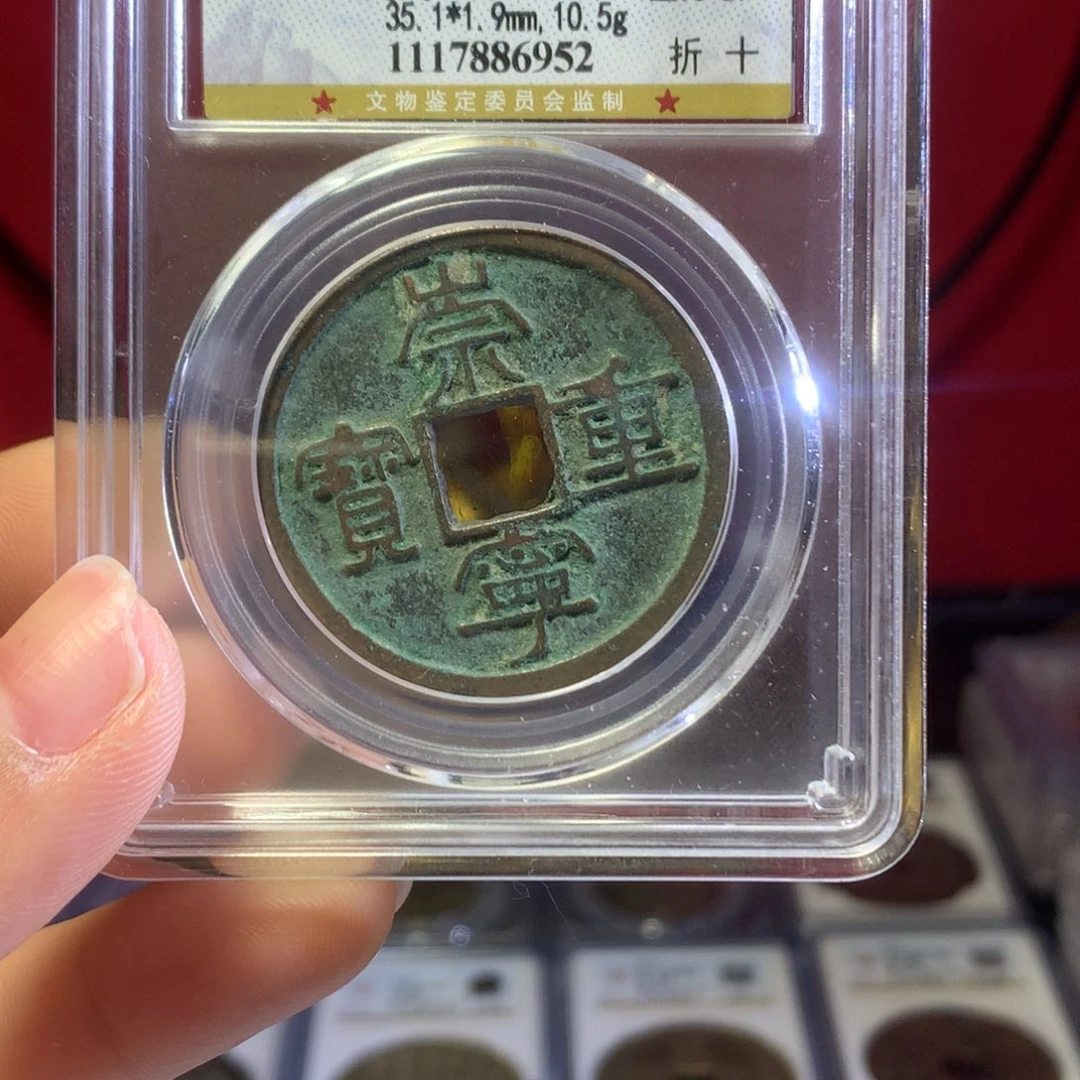 35.1*1.9mm,10.5g
1117886952 折十
★ 文物鉴定委员会监制 ★
崇寧重寶